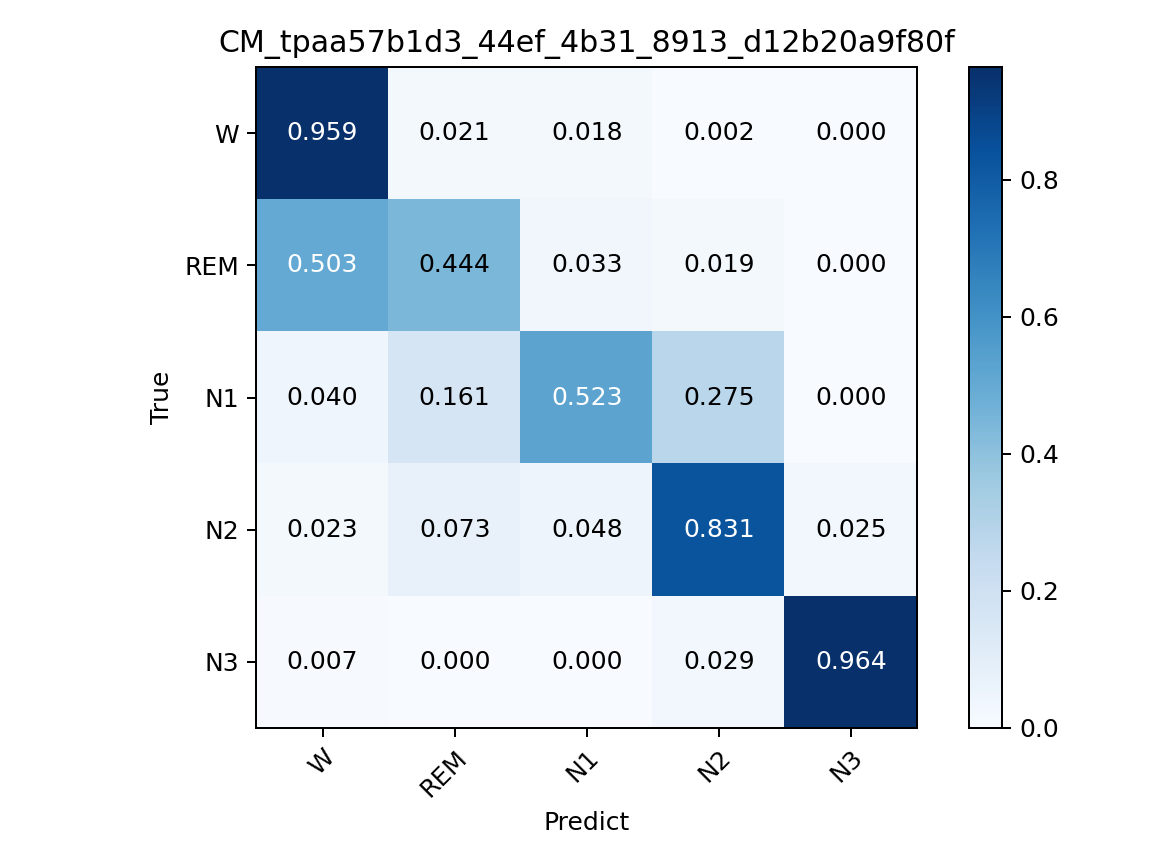 CM_tpaa57b1d3_44ef_4b31_8913_d12b20a9f80f
W 0.959 0.021 0.018 0.002 0.000
REM 0.503 0.444 0.033 0.019 0.000
N1 0.040 0.161 0.523 0.275 0.000
N2 0.023 0.073 0.048 0.831 0.025
N3 0.007 0.000 0.000 0.029 0.964
True
W REM N1 N2 N3
Predict
0.8
0.6
0.4
0.2
0.0